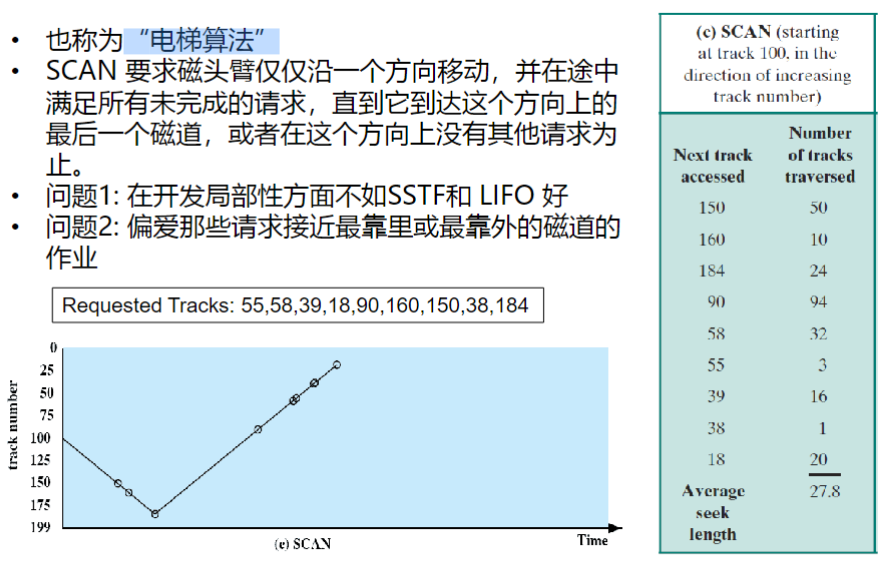 • 也称为“电梯算法”
• SCAN 要求磁头臂仅仅沿一个方向移动，并在途中
满足所有未完成的请求，直到它到达这个方向上的
最后一个磁道，或者在这个方向上没有其他请求为
止。
• 问题1: 在开发局部性方面不如SSTF和 LIFO 好
• 问题2: 偏爱那些请求接近最靠里或最靠外的磁道的
作业
Requested Tracks: 55,58,39,18,90,160,150,38,184
track number
0
25
50
75
100
125
150
175
199
(c) SCAN
Time
(c) SCAN (starting
at track 100, in the
direction of increasing
track number)
Next track accessed Number of tracks traversed
150 50
160 10
184 24
90 94
58 32
55 3
39 16
38 1
18 20
Average seek length 27.8